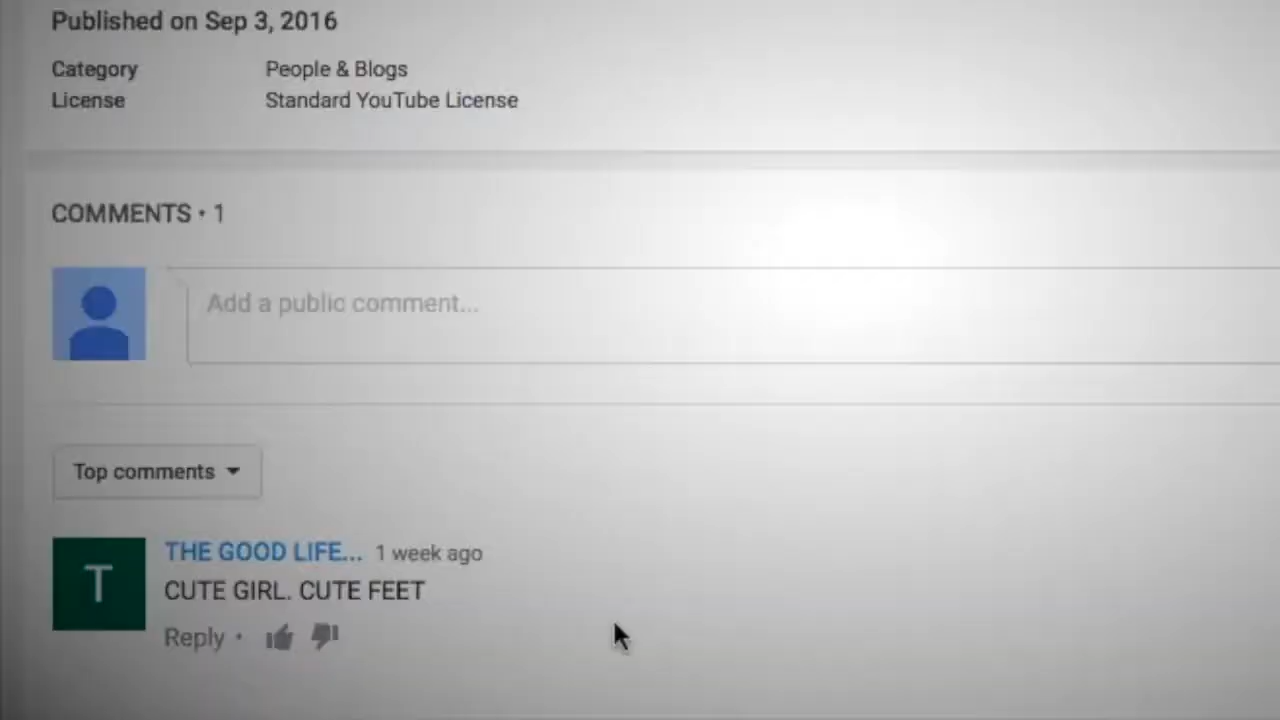 Published on Sep 3, 2016
Category People & Blogs
License Standard YouTube License
COMMENTS • 1
Add a public comment...
Top comments
T
THE GOOD LIFE... 1 week ago
CUTE GIRL. CUTE FEET
Reply •